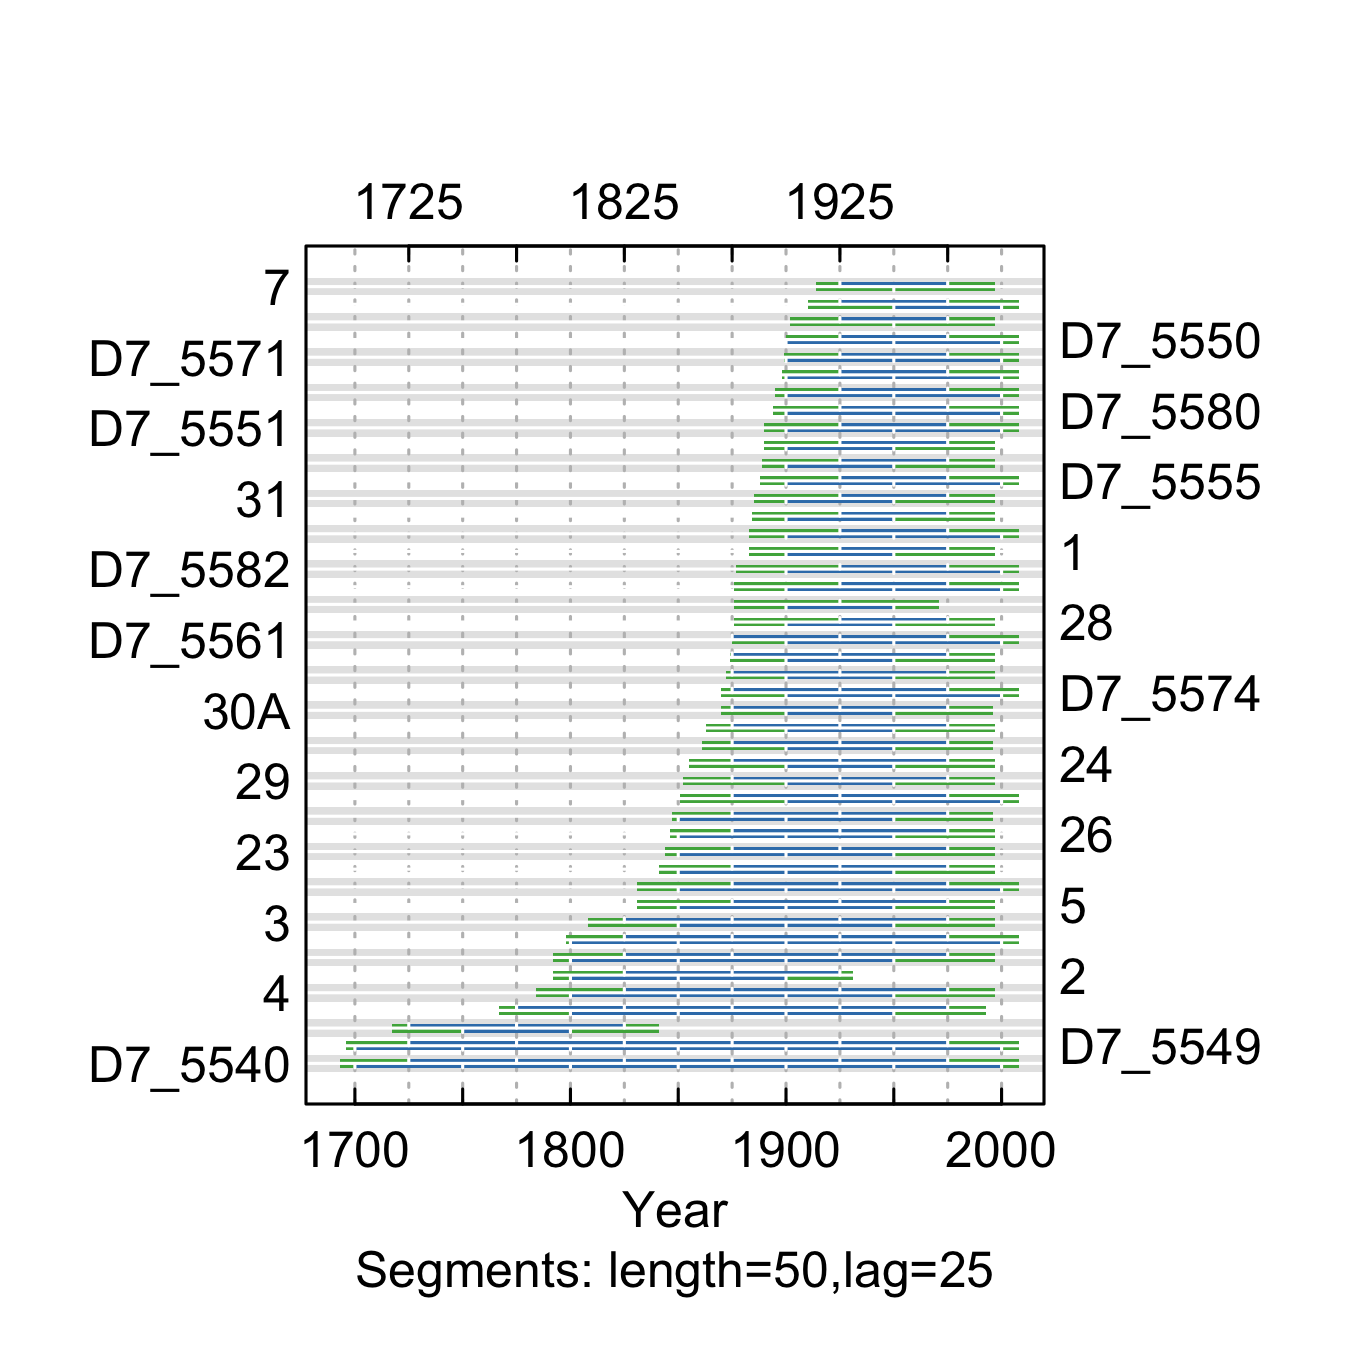 1725 1825 1925
7
D7_5550
D7_5571
D7_5580
D7_5551
D7_5555
31
1
D7_5582
28
D7_5561
D7_5574
30A
24
29
26
23
5
3
2
4
D7_5549
D7_5540
1700 1800 1900 2000
Year
Segments: length=50,lag=25